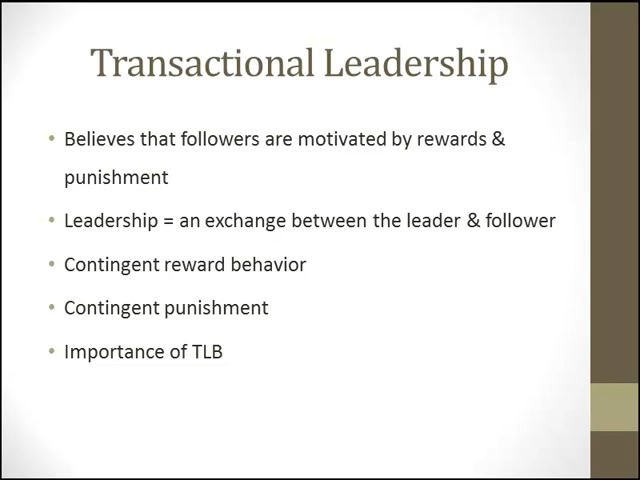 Transactional Leadership
• Believes that followers are motivated by rewards &
punishment
• Leadership = an exchange between the leader & follower
• Contingent reward behavior
• Contingent punishment
• Importance of TLB